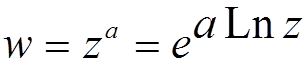 w = z^a = e^{a Ln z}